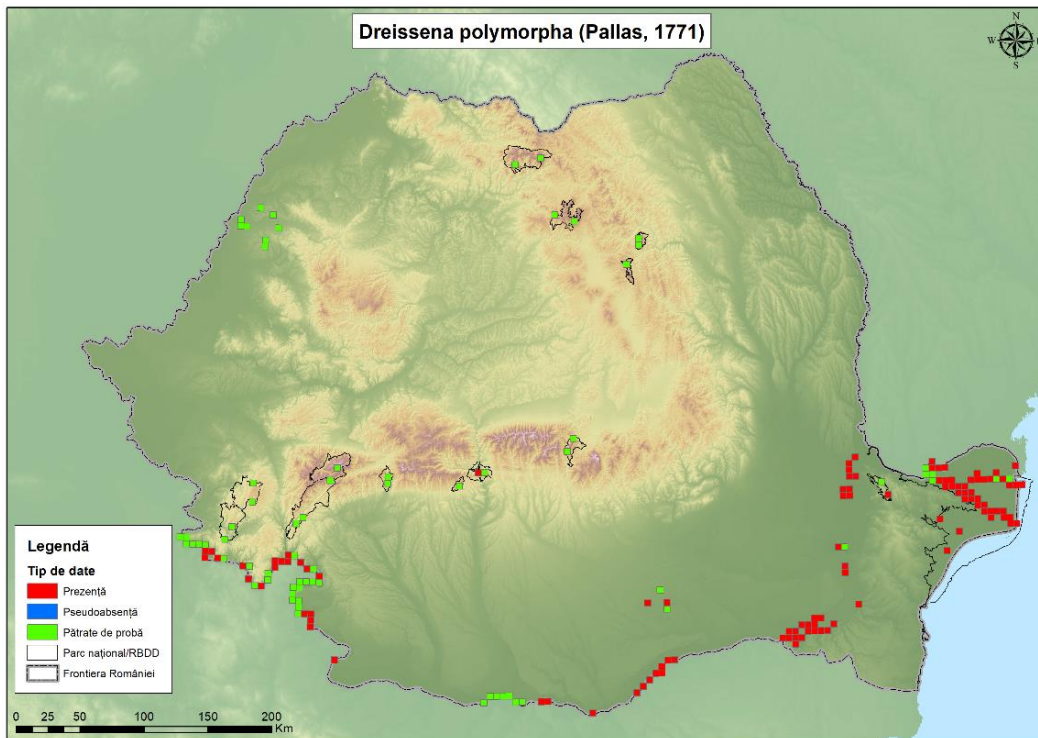 Dreissena polymorpha (Pallas, 1771)
N
W
S
Legendă
Tip de date
Prezență
Pseudoabsență
Pătrate de probă
Parc național/RBDD
Frontiera României
0 50 100 150 200
Km